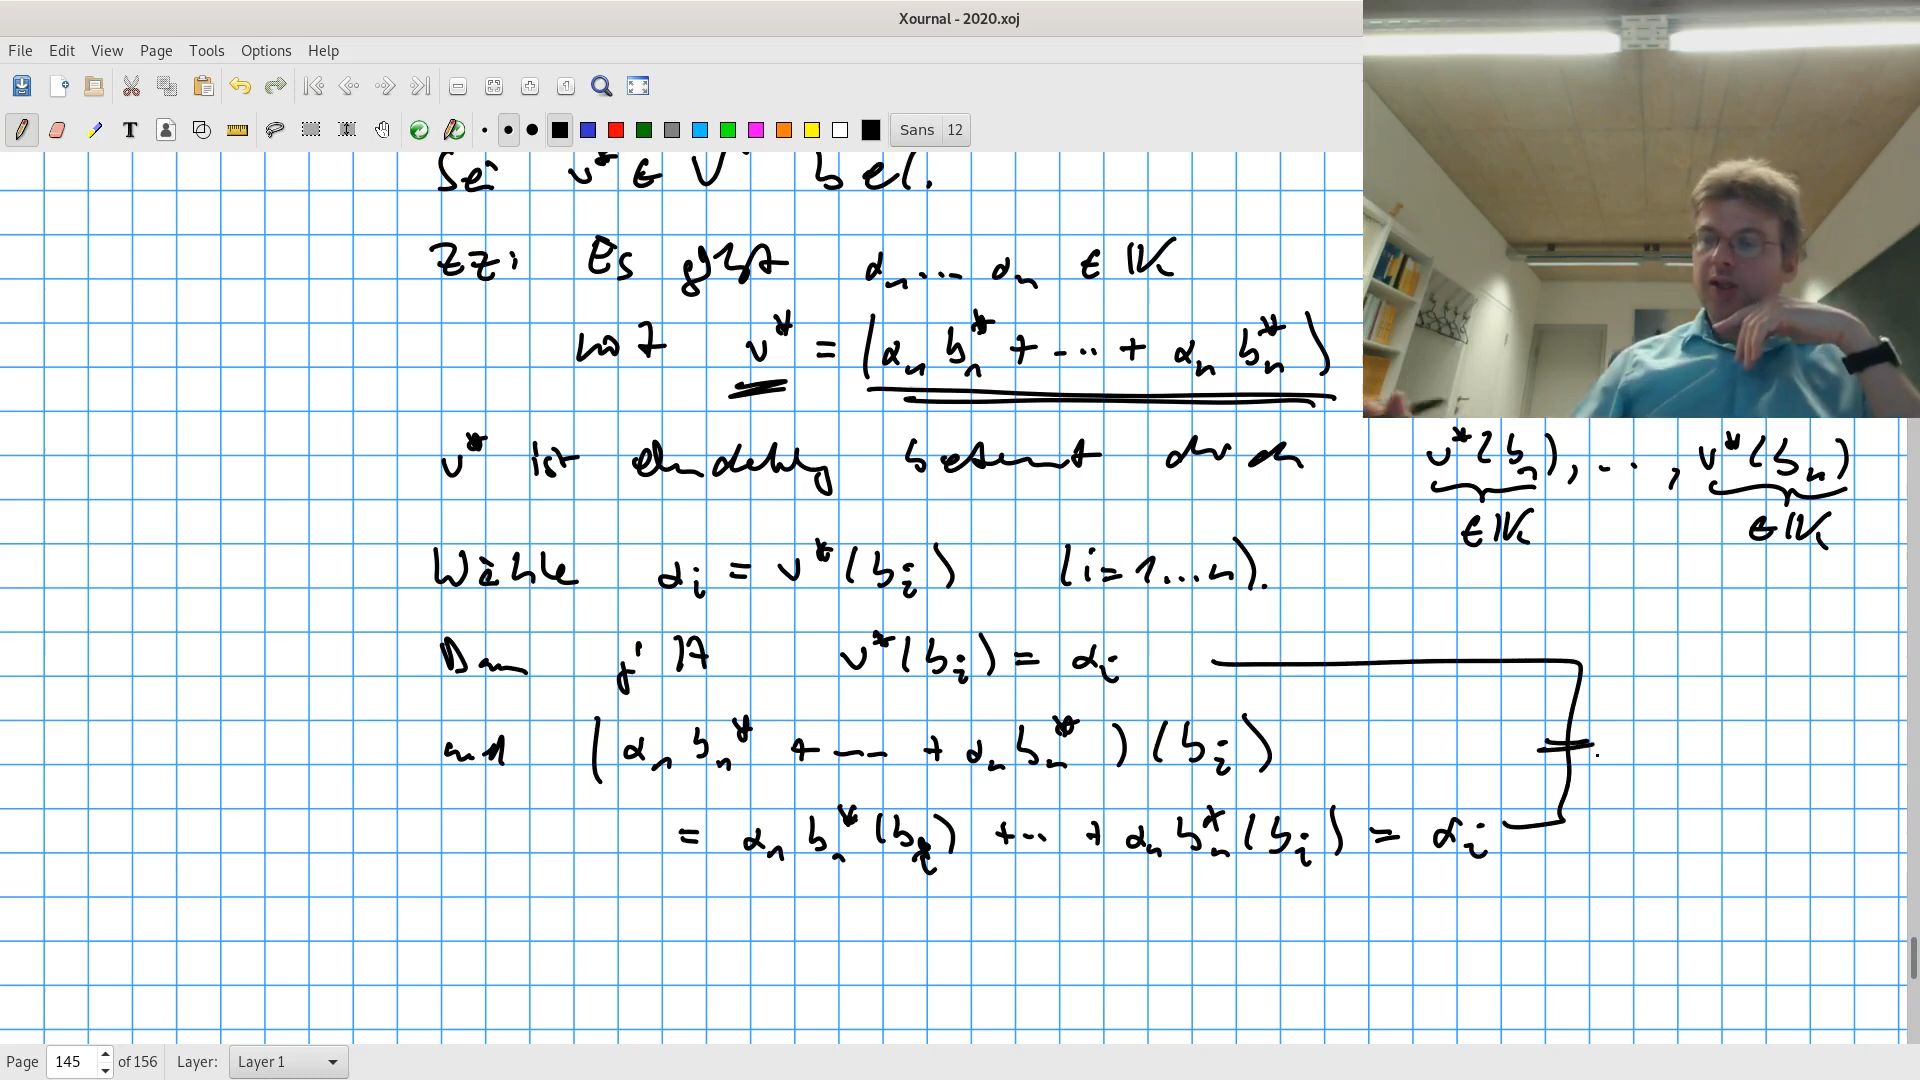 Xournal - 2020.xoj
File Edit View Page Tools Options Help
Sans 12
Sei v* ∈ V* bel.
Zz: Es gibt α₁ ... αₙ ∈ K
mit v* = (α₁ b₁* + ... + αₙ bₙ*)
v* ist eindeutig bestimmt durch v*(b₁), ..., v*(bₙ)
∈ K ∈ K
Wähle αᵢ = v*(bᵢ) (i = 1...n).
Dann gilt v*(bᵢ) = αᵢ
und (α₁ b₁* + ... + αₙ bₙ*)(bᵢ)
= α₁ b₁*(bᵢ) + ... + αₙ bₙ*(bᵢ) = αᵢ
Page 145 of 156 Layer: Layer 1